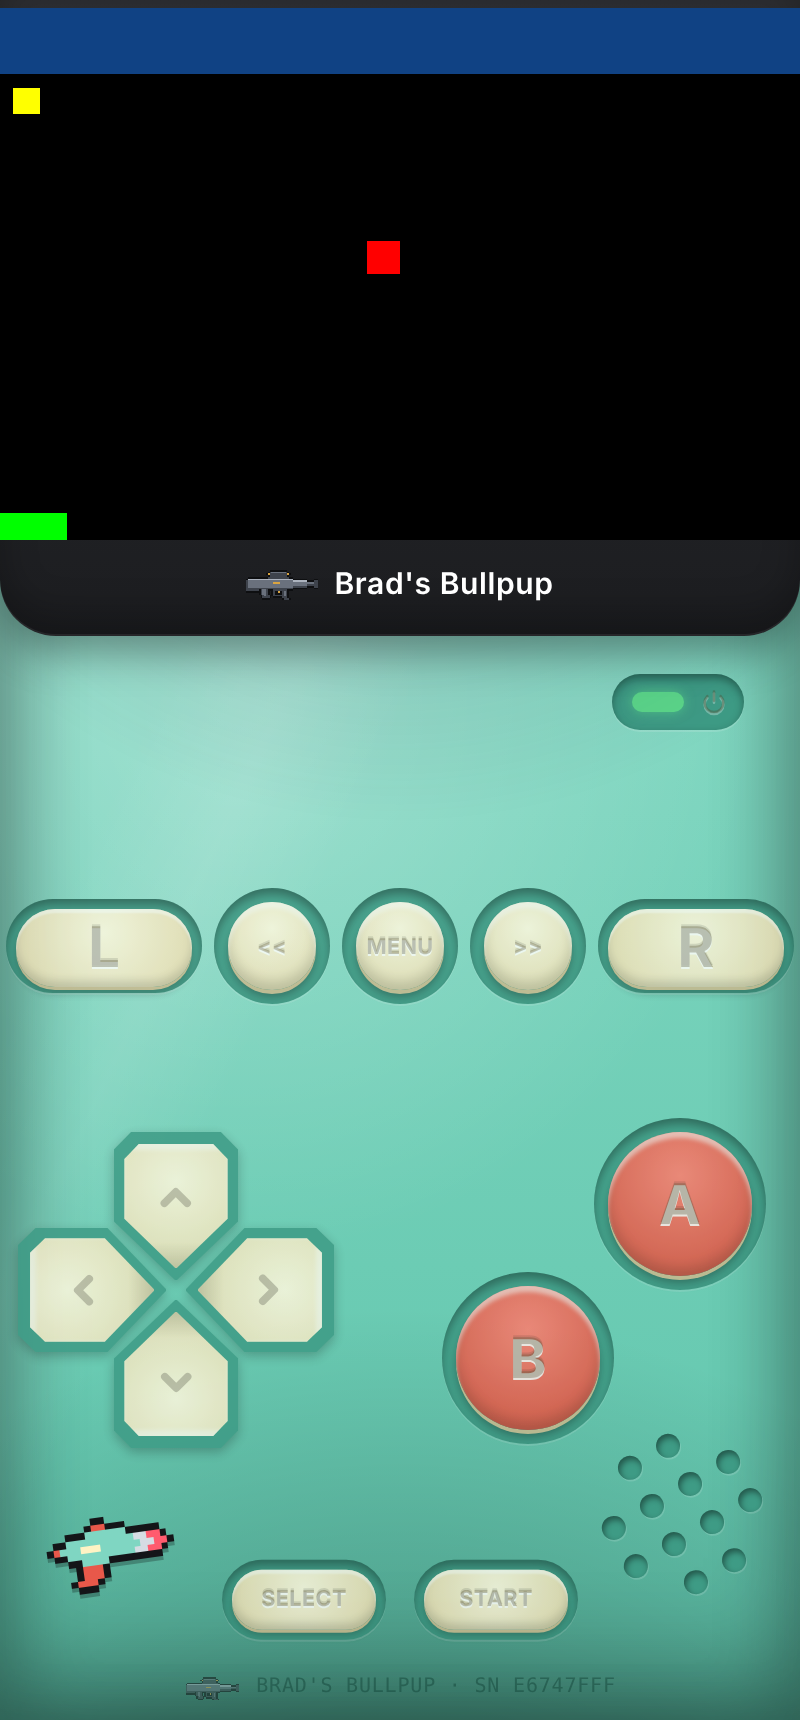 Brad's Bullpup
L << MENU >> R
A
B
SELECT START
BRAD'S BULLPUP · SN E6747FFF